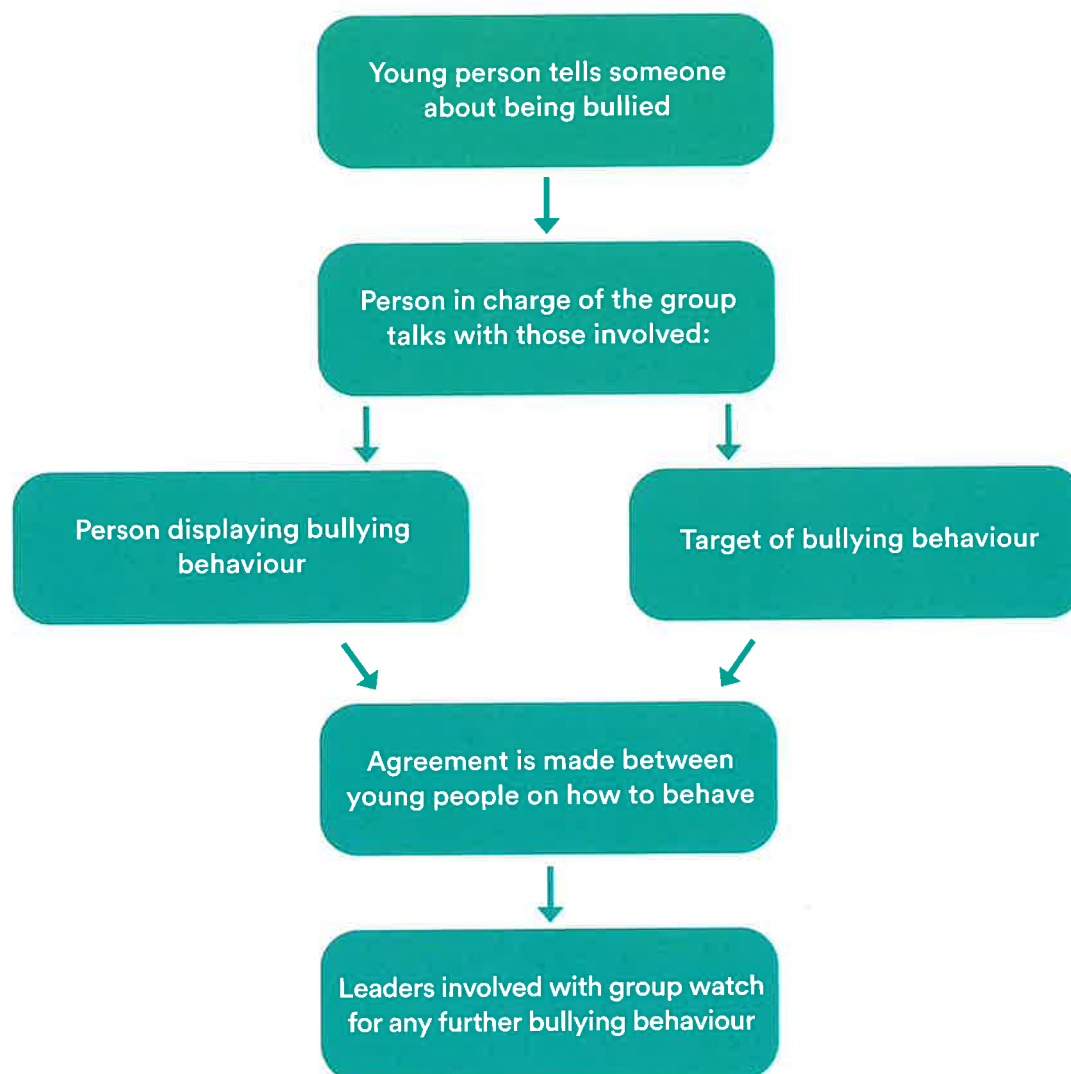 Young person tells someone
about being bullied
Person in charge of the group
talks with those involved:
Person displaying bullying
behaviour
Target of bullying behaviour
Agreement is made between
young people on how to behave
Leaders involved with group watch
for any further bullying behaviour